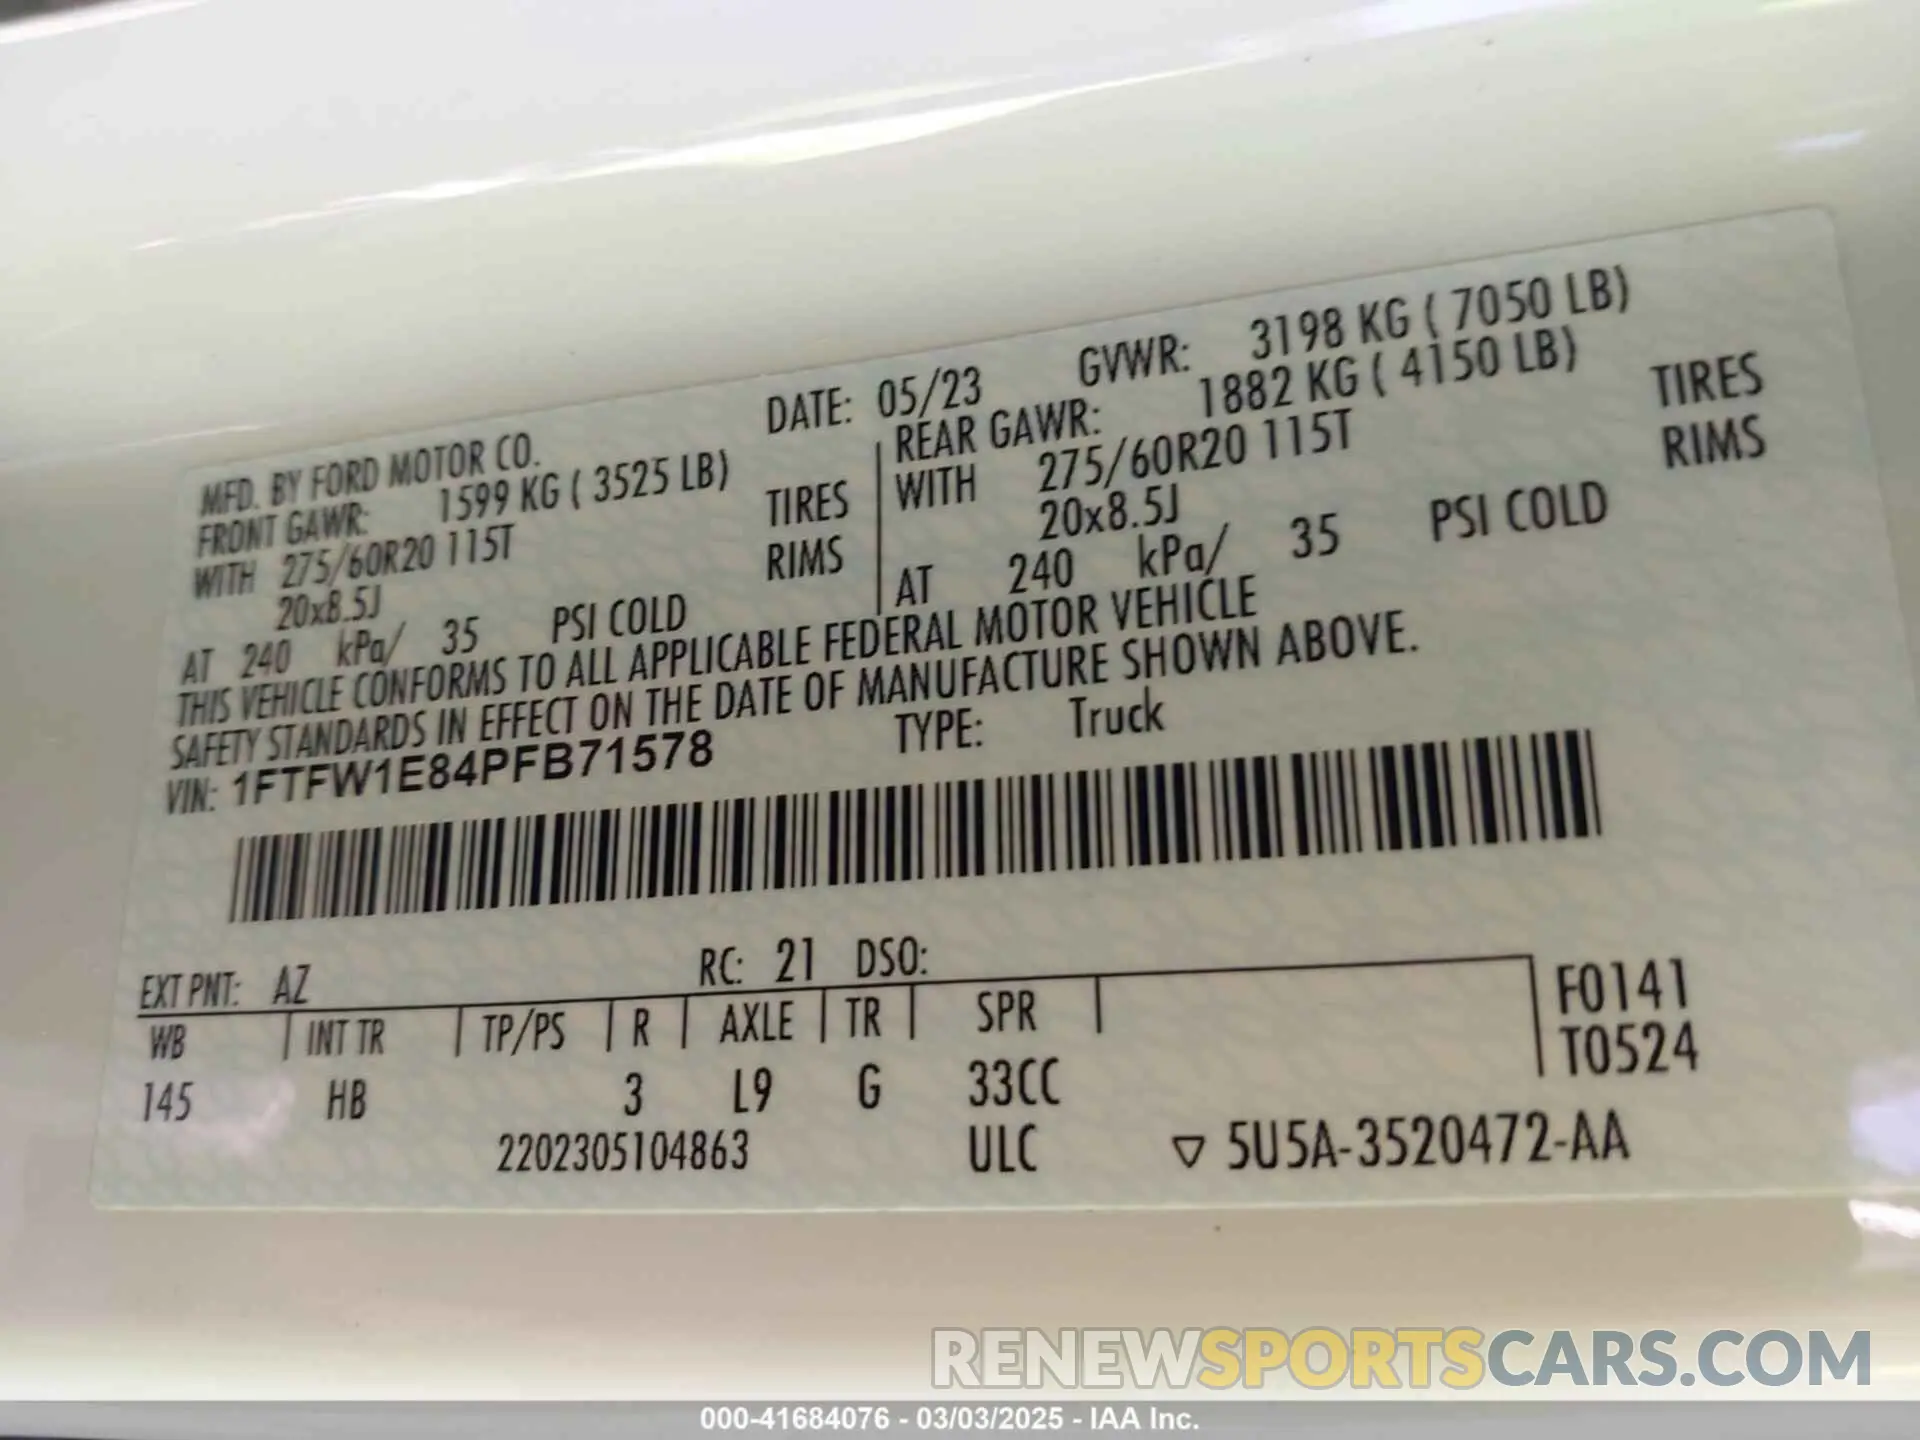 MFD. BY FORD MOTOR CO. DATE: 05/23 GVWR: 3198 KG ( 7050 LB)
FRONT GAWR: 1599 KG ( 3525 LB) REAR GAWR: 1882 KG ( 4150 LB)
WITH 275/60R20 115T TIRES WITH 275/60R20 115T TIRES
20x8.5J RIMS 20x8.5J RIMS
AT 240 kPa/ 35 PSI COLD AT 240 kPa/ 35 PSI COLD
THIS VEHICLE CONFORMS TO ALL APPLICABLE FEDERAL MOTOR VEHICLE
SAFETY STANDARDS IN EFFECT ON THE DATE OF MANUFACTURE SHOWN ABOVE.
VIN: 1FTFW1E84PFB71578 TYPE: Truck
EXT PNT: AZ RC: 21 DSO:
WB INT TR TP/PS R AXLE TR SPR F0141
T0524
145 HB 3 L9 G 33CC
2202305104863 ULC ▽ 5U5A-3520472-AA
RENEWSPORTSCARS.COM
000-41684076 - 03/03/2025 - IAA Inc.